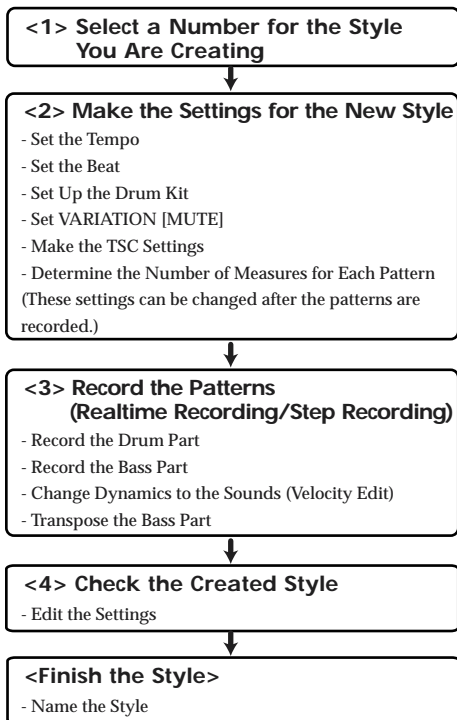 <1> Select a Number for the Style
You Are Creating
<2> Make the Settings for the New Style
- Set the Tempo
- Set the Beat
- Set Up the Drum Kit
- Set VARIATION [MUTE]
- Make the TSC Settings
- Determine the Number of Measures for Each Pattern
(These settings can be changed after the patterns are
recorded.)
<3> Record the Patterns
(Realtime Recording/Step Recording)
- Record the Drum Part
- Record the Bass Part
- Change Dynamics to the Sounds (Velocity Edit)
- Transpose the Bass Part
<4> Check the Created Style
- Edit the Settings
<Finish the Style>
- Name the Style